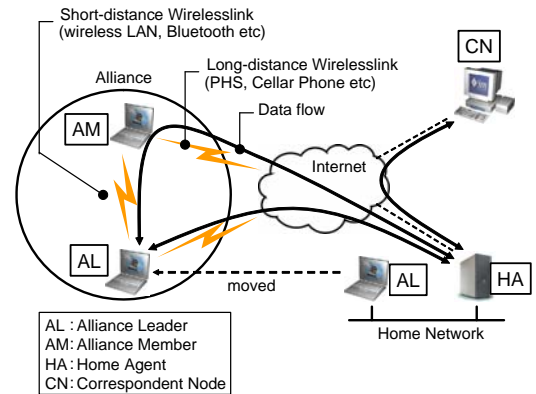 Short-distance Wirelesslink
(wireless LAN, Bluetooth etc)
Alliance
Long-distance Wirelesslink
(PHS, Cellar Phone etc)
Data flow
CN
AM
Internet
AL
moved
AL
HA
Home Network
AL : Alliance Leader
AM: Alliance Member
HA : Home Agent
CN: Correspondent Node